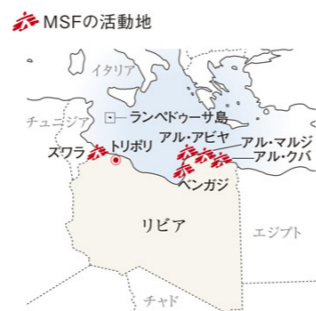 MSFの活動地
イタリア
ランペドゥーサ島
チュニジア
アル・アビヤ
アル・マルジ
ズワラ
トリポリ
アル・クバ
ベンガジ
リビア
エジプト
チャド